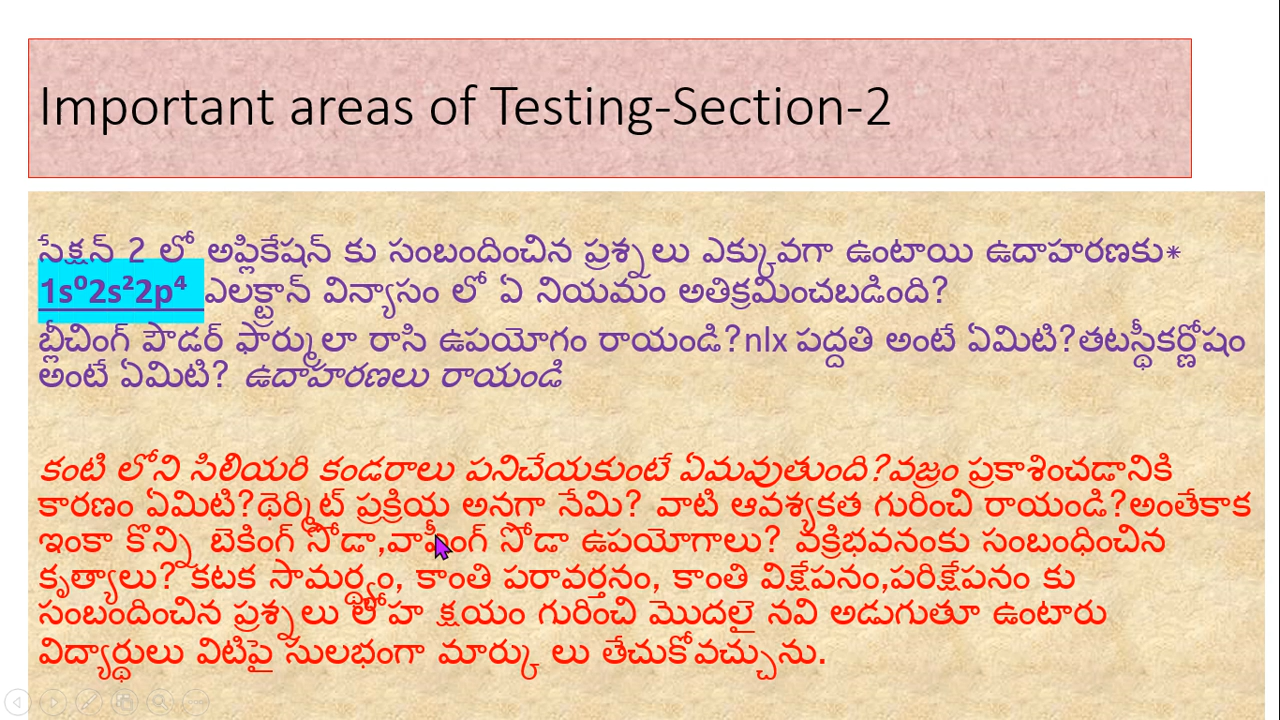 Important areas of Testing-Section-2
సేక్షన్ 2 లో అప్లికేషన్ కు సంబందించిన ప్రశ్నలు ఎక్కువగా ఉంటాయి ఉదాహరణకు*
1s⁰2s²2p⁴ ఎలక్ట్రాన్ విన్యాసం లో ఏ నియమం అతిక్రమించబడింది?
బ్లీచింగ్ పౌడర్ ఫార్ములా రాసి ఉపయోగం రాయండి?nlx పద్దతి అంటే ఏమిటి?తటస్థీకర్ణోషం
అంటే ఏమిటి? ఉదాహరణలు రాయండి
కంటి లోని సిలియరి కండరాలు పనిచేయకుంటే ఏమవుతుంది?వజ్రం ప్రకాశించడానికి
కారణం ఏమిటి?థెర్మిట్ ప్రక్రియ అనగా నేమి? వాటి ఆవశ్యకత గురించి రాయండి?అంతేకాక
ఇంకా కొన్ని బెకింగ్ సోడా,వాషింగ్ సోడా ఉపయోగాలు? వక్రిభవనంకు సంబంధించిన
కృత్యాలు? కటక సామర్థ్యం, కాంతి పరావర్తనం, కాంతి విక్షేపనం,పరిక్షేపనం కు
సంబందించిన ప్రశ్నలు లోహ క్షయం గురించి మొదలై నవి అడుగుతూ ఉంటారు
విద్యార్థులు విటిపై సులభంగా మార్కు లు తేచుకోవచ్చును.